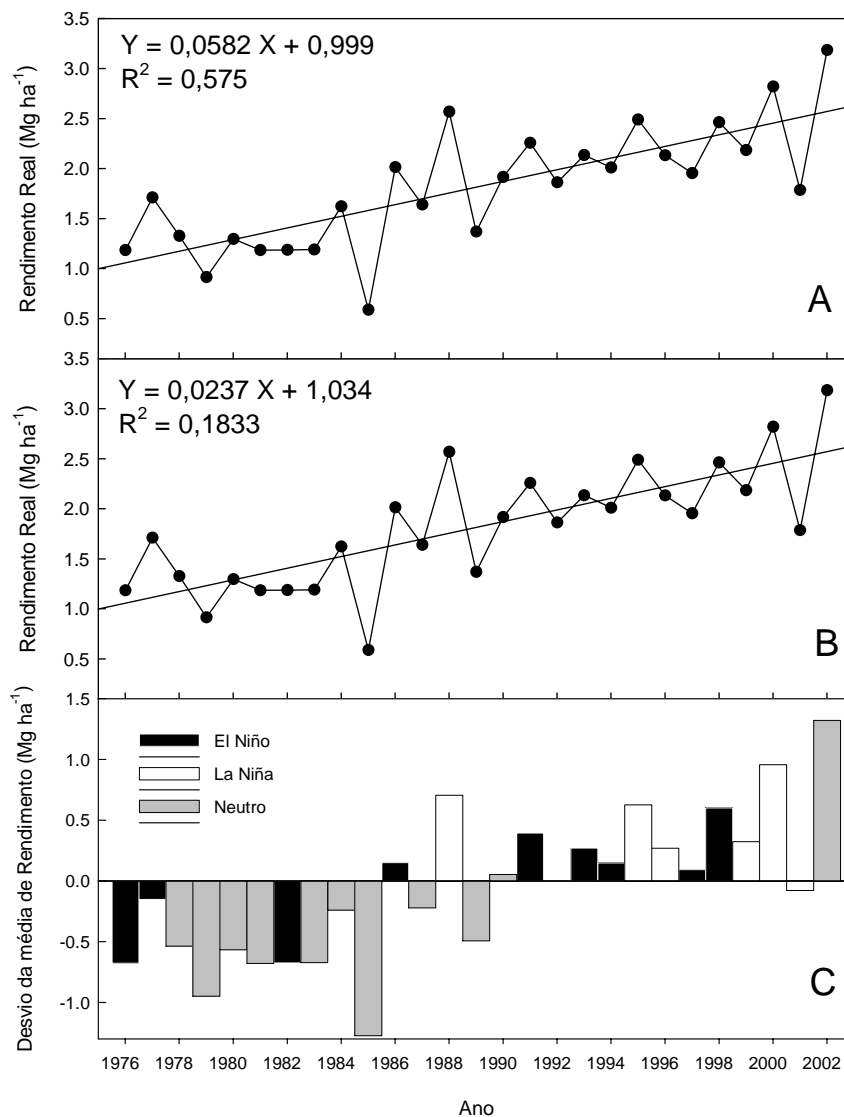 Y = 0,0582 X + 0,999
R² = 0,575
Rendimento Real (Mg ha⁻¹)
3.5
3.0
2.5
2.0
1.5
1.0
0.5
A
Y = 0,0237 X + 1,034
R² = 0,1833
Rendimento Real (Mg ha⁻¹)
3.5
3.0
2.5
2.0
1.5
1.0
0.5
B
Desvio da média de Rendimento (Mg ha⁻¹)
1.5
1.0
0.5
0.0
-0.5
-1.0
El Niño
La Niña
Neutro
C
1976 1978 1980 1982 1984 1986 1988 1990 1992 1994 1996 1998 2000 2002
Ano